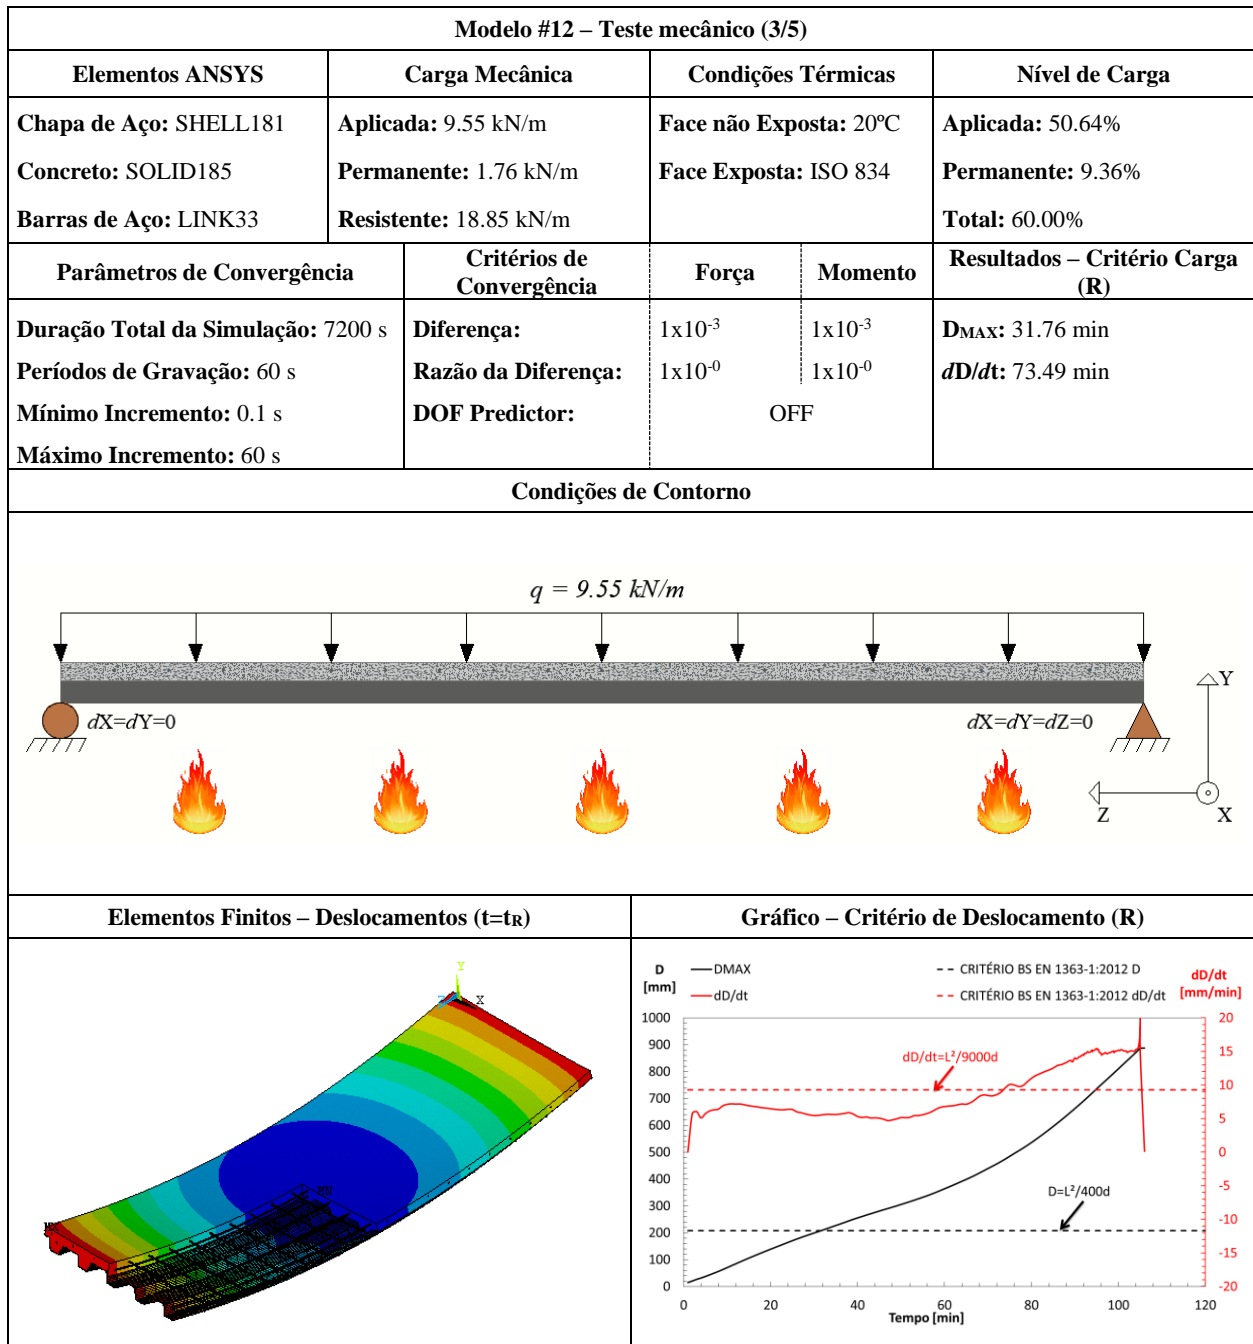 Modelo #12 – Teste mecânico (3/5)
Elementos ANSYS
Carga Mecânica
Condições Térmicas
Nível de Carga
Chapa de Aço: SHELL181
Concreto: SOLID185
Barras de Aço: LINK33
Aplicada: 9.55 kN/m
Permanente: 1.76 kN/m
Resistente: 18.85 kN/m
Face não Exposta: 20ºC
Face Exposta: ISO 834
Aplicada: 50.64%
Permanente: 9.36%
Total: 60.00%
Parâmetros de Convergência
Critérios de
Convergência
Força
Momento
Resultados – Critério Carga
(R)
Duração Total da Simulação: 7200 s
Períodos de Gravação: 60 s
Mínimo Incremento: 0.1 s
Máximo Incremento: 60 s
Diferença:
Razão da Diferença:
DOF Predictor:
1x10-3
1x10-3
1x10-0
1x10-0
OFF
DMAX: 31.76 min
dD/dt: 73.49 min
Condições de Contorno
q = 9.55 kN/m
dX=dY=0
dX=dY=dZ=0
Y
Z
X
Elementos Finitos – Deslocamentos (t=tR)
Gráfico – Critério de Deslocamento (R)
Y
Z
X
MN
MX
D
[mm]
DMAX
dD/dt
CRITÉRIO BS EN 1363-1:2012 D
CRITÉRIO BS EN 1363-1:2012 dD/dt
dD/dt
[mm/min]
1000
900
800
700
600
500
400
300
200
100
0
20
15
10
5
0
-5
-10
-15
-20
dD/dt=L²/9000d
D=L²/400d
0
20
40
60
80
100
120
Tempo [min]